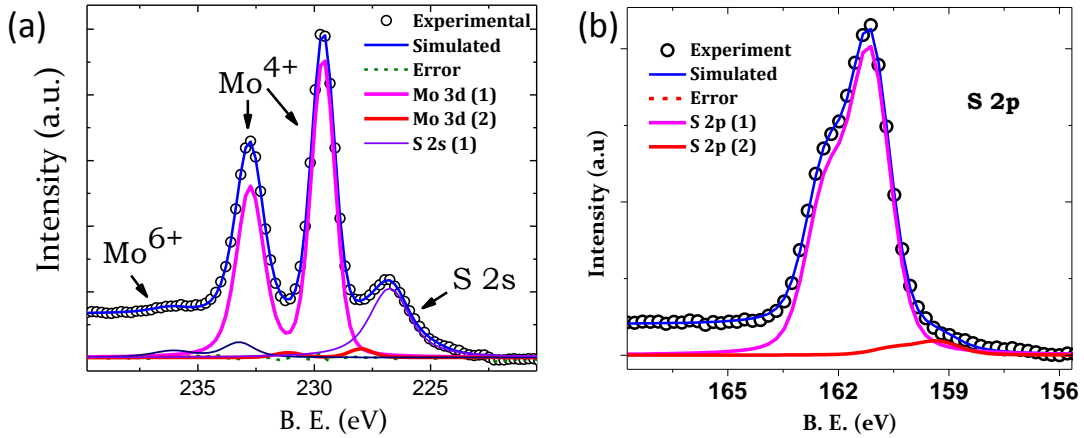 (a)
Experimental
Simulated
Error
Mo 3d (1)
Mo 3d (2)
S 2s (1)
Mo⁴⁺
Mo⁶⁺
S 2s
Intensity (a.u.)
235 230 225
B. E. (eV)
(b)
Experiment
Simulated
Error
S 2p (1)
S 2p (2)
S 2p
Intensity (a.u)
165 162 159 156
B. E. (eV)